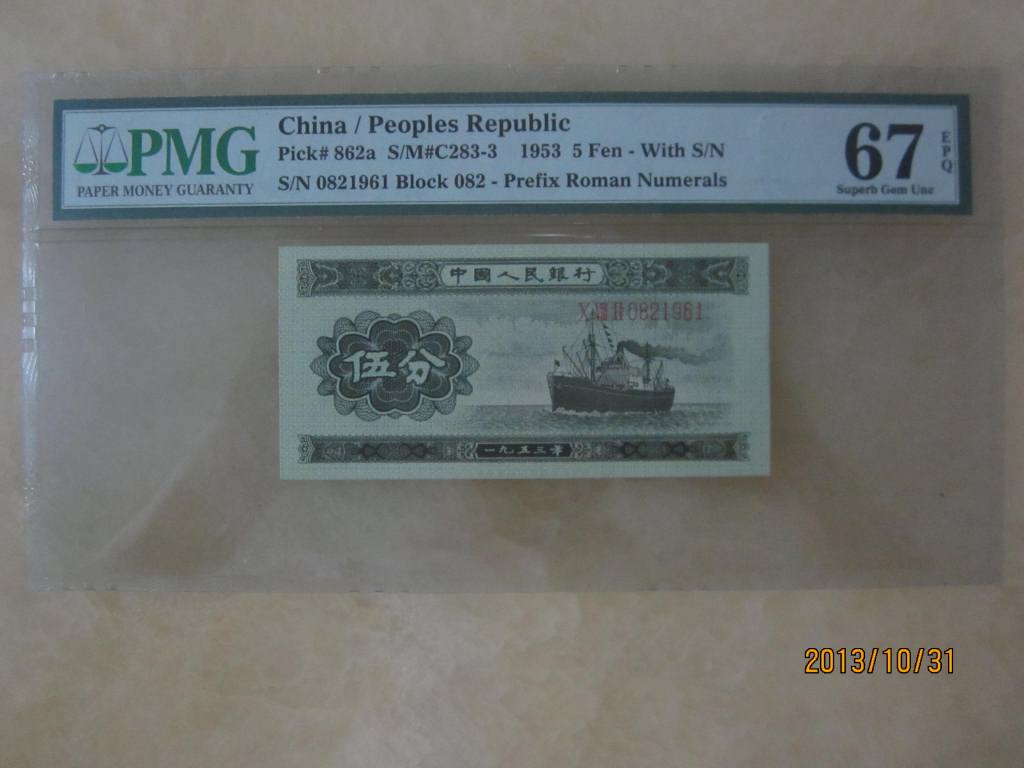 PMG
PAPER MONEY GUARANTY
China / Peoples Republic
Pick# 862a S/M#C283-3 1953 5 Fen - With S/N
S/N 0821961 Block 082 - Prefix Roman Numerals
67
EPQ
Superb Gem Unc
中國人民銀行
X VIII II 0821961
伍分
一九五三年
2013/10/31